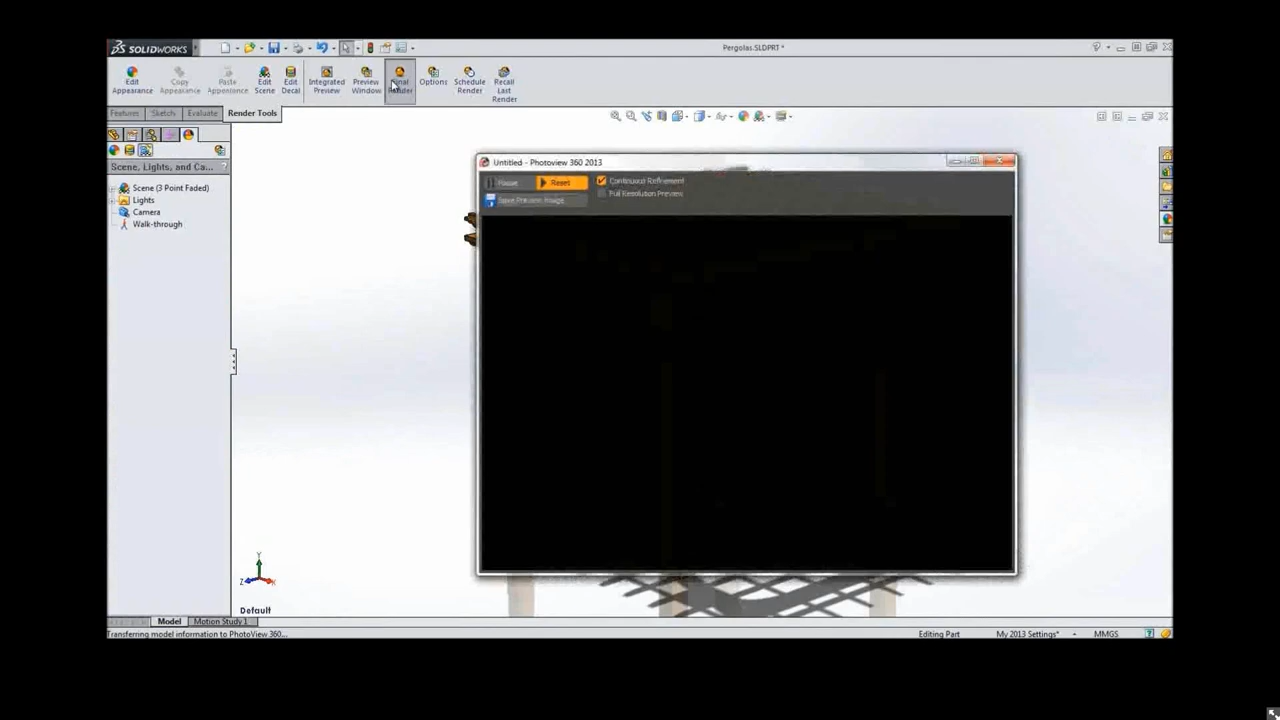 SOLIDWORKS
Pergolas.SLDPRT *
Edit Appearance
Copy Appearance
Paste Appearance
Edit Scene
Edit Decal
Integrated Preview
Preview Window
Final Render
Options
Schedule Render
Recall Last Render
Features Sketch Evaluate Render Tools
Scene, Lights, and Ca...
Scene (3 Point Faded)
Lights
Camera
Walk-through
Untitled - Photoview 360 2013
Pause Reset Continuous Refinement
Save Preview Image Full Resolution Preview
Y
Z X
Default
Model Motion Study 1
Transferring model information to PhotoView 360... Editing Part My 2013 Settings* MMGS